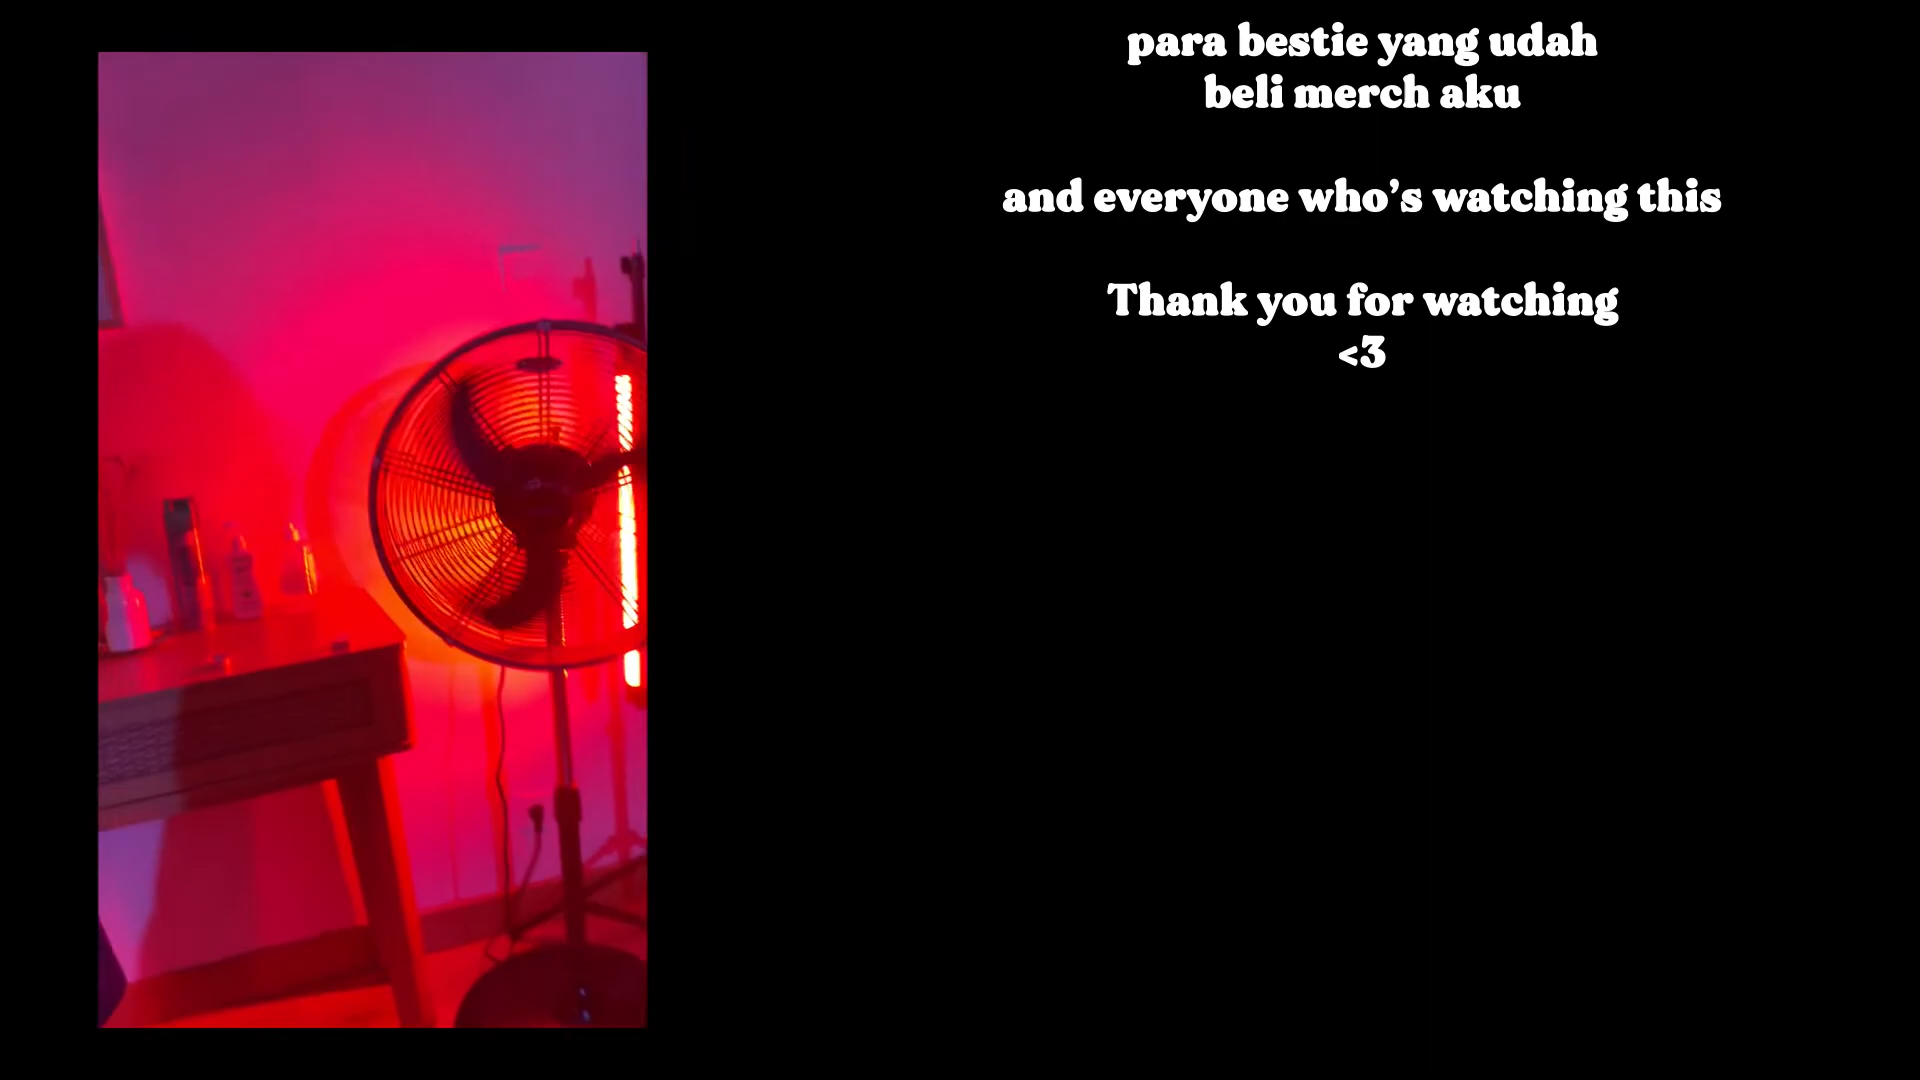 para bestie yang udah
beli merch aku
and everyone who’s watching this
Thank you for watching
<3